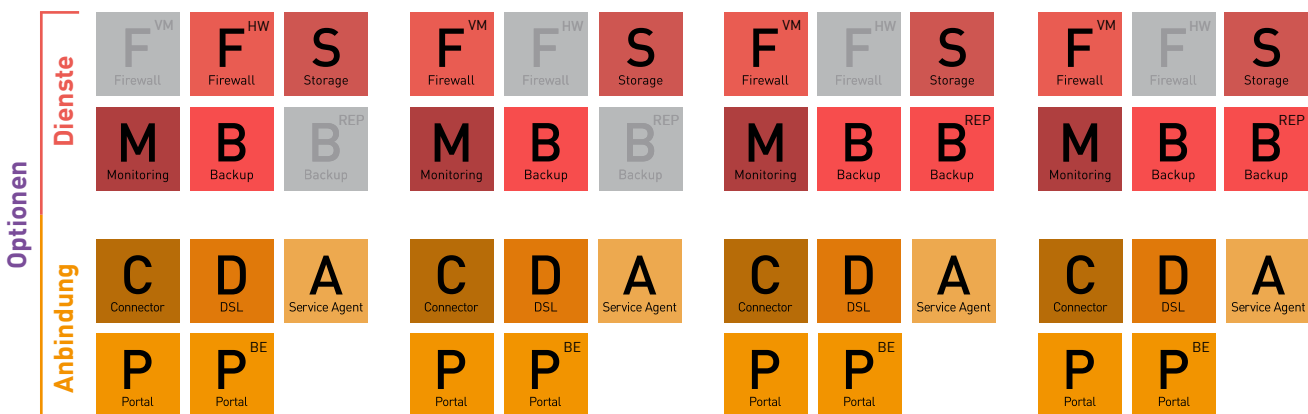 Optionen
Dienste
F VM Firewall
F HW Firewall
S Storage
F VM Firewall
F HW Firewall
S Storage
F VM Firewall
F HW Firewall
S Storage
F VM Firewall
F HW Firewall
S Storage
M Monitoring
B Backup
B REP Backup
M Monitoring
B Backup
B REP Backup
M Monitoring
B Backup
B REP Backup
M Monitoring
B Backup
B REP Backup
Anbindung
C Connector
D DSL
A Service Agent
C Connector
D DSL
A Service Agent
C Connector
D DSL
A Service Agent
C Connector
D DSL
A Service Agent
P Portal
P BE Portal
P Portal
P BE Portal
P Portal
P BE Portal
P Portal
P BE Portal